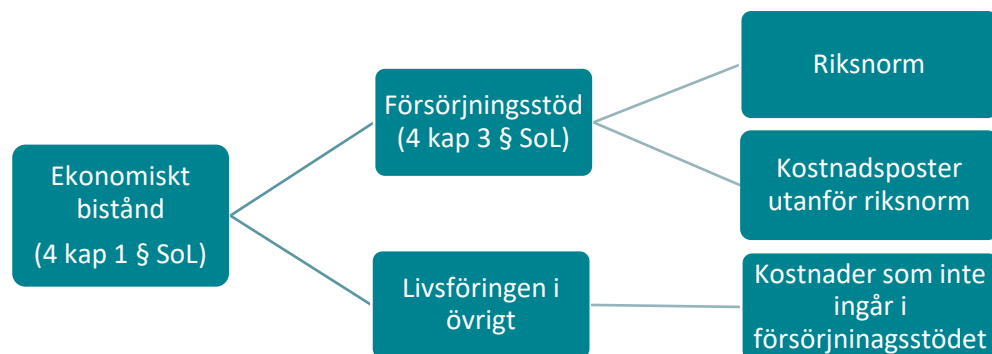 Ekonomiskt
bistånd
(4 kap 1 § SoL)
Försörjningsstöd
(4 kap 3 § SoL)
Riksnorm
Kostnadsposter
utanför riksnorm
Livsföringen i
övrigt
Kostnader som inte
ingår i
försörjninagsstödet